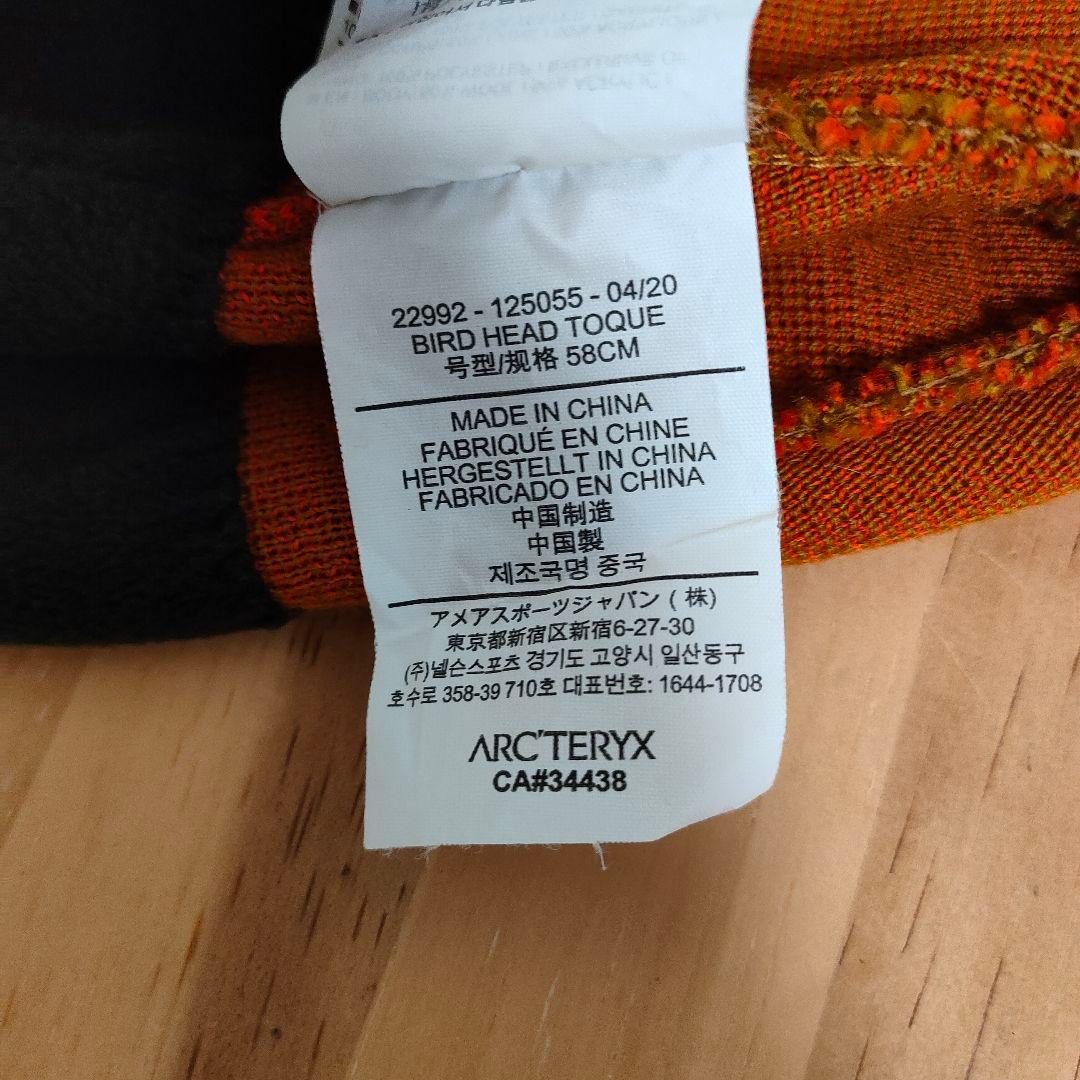 22992 - 125055 - 04/20
BIRD HEAD TOQUE
号型/规格 58CM
MADE IN CHINA
FABRIQUÉ EN CHINE
HERGESTELLT IN CHINA
FABRICADO EN CHINA
中国制造
中国製
제조국명 중국
アメアスポーツジャパン ( 株)
東京都新宿区新宿6-27-30
(주)넬슨스포츠 경기도 고양시 일산동구
호수로 358-39 710호 대표번호: 1644-1708
ARC'TERYX
CA#34438